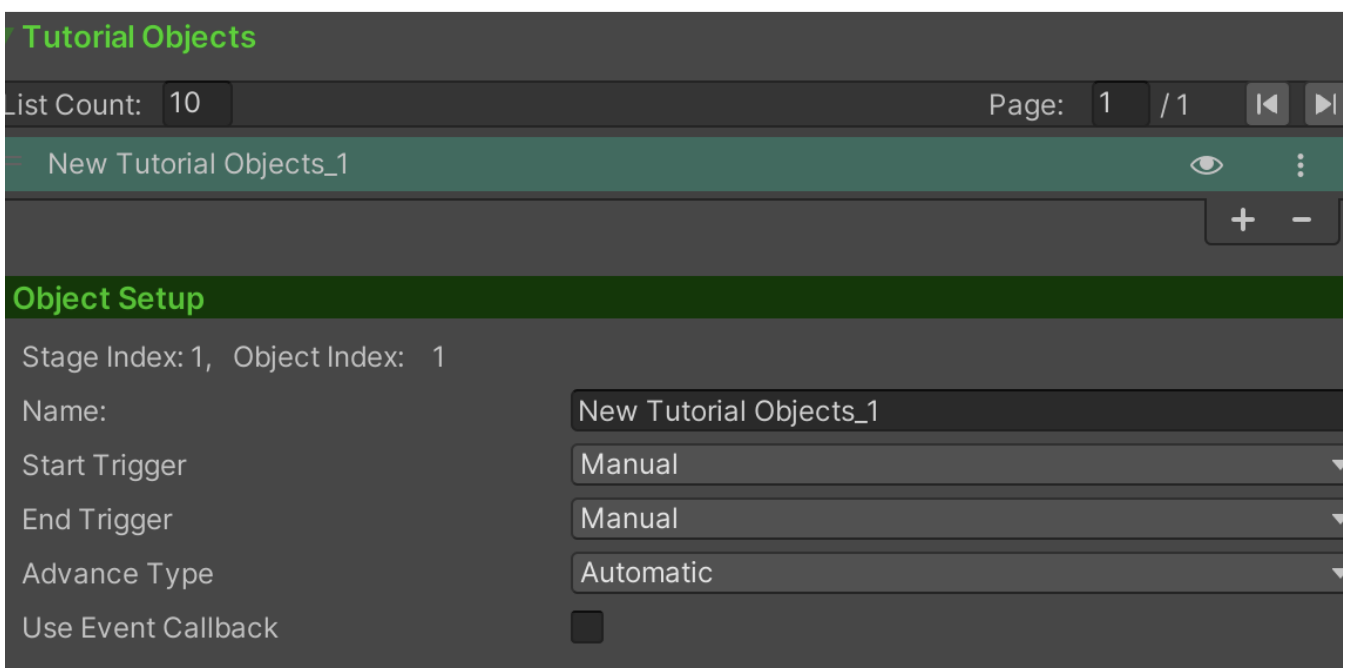 Tutorial Objects
List Count: 10 Page: 1 / 1
New Tutorial Objects_1
Object Setup
Stage Index: 1, Object Index: 1
Name: New Tutorial Objects_1
Start Trigger Manual
End Trigger Manual
Advance Type Automatic
Use Event Callback